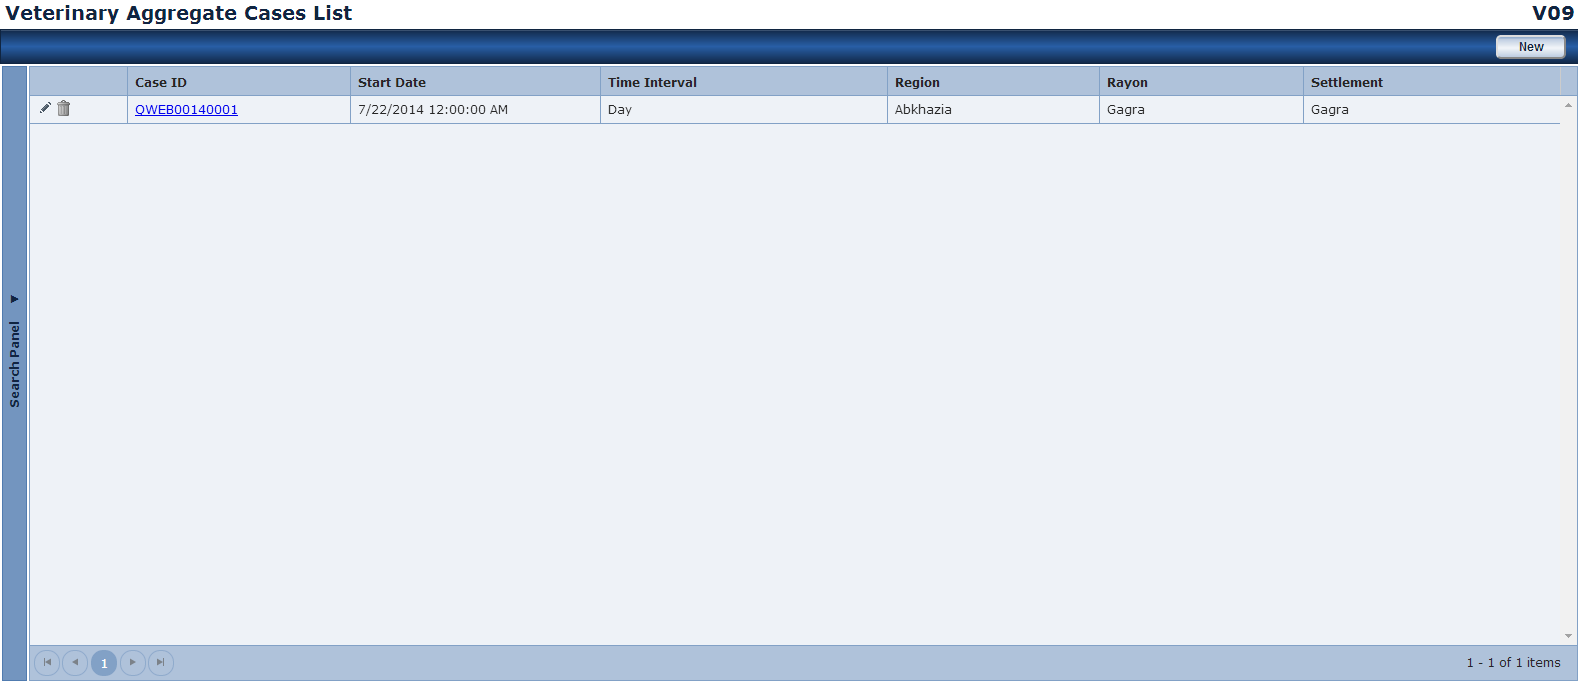 Veterinary Aggregate Cases List V09
New
Case ID Start Date Time Interval Region Rayon Settlement
QWEB00140001 7/22/2014 12:00:00 AM Day Abkhazia Gagra Gagra
Search Panel
1 1 - 1 of 1 items